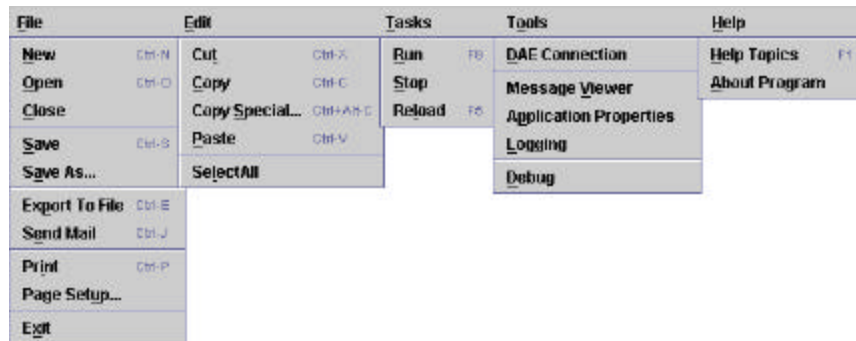 File Edit Tasks Tools Help
New Ctrl-N
Open Ctrl-O
Close
Save Ctrl-S
Save As...
Export To File Ctrl-E
Send Mail Ctrl-J
Print Ctrl-P
Page Setup...
Exit
Cut Ctrl-X
Copy Ctrl-C
Copy Special... Ctrl+Alt-C
Paste Ctrl-V
SelectAll
Run
Stop
Reload
DAE Connection
Message Viewer
Application Properties
Logging
Debug
Help Topics F1
About Program